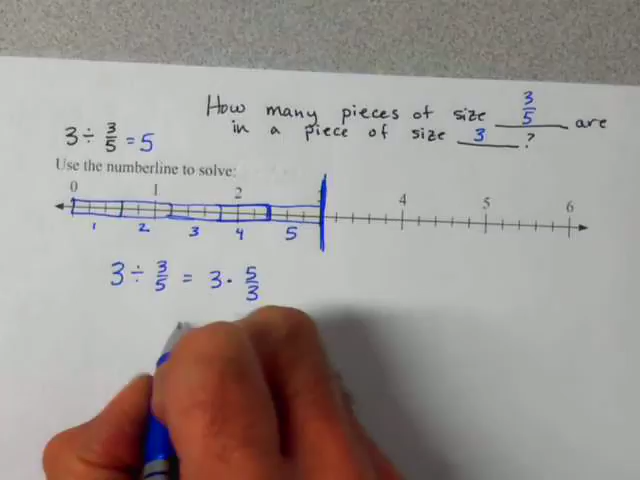 How many pieces of size 3/5 are
in a piece of size 3 ?
3 ÷ 3/5 = 5
Use the numberline to solve:
0 1 2 4 5 6
1 2 3 4 5
3 ÷ 3/5 = 3 · 5/3